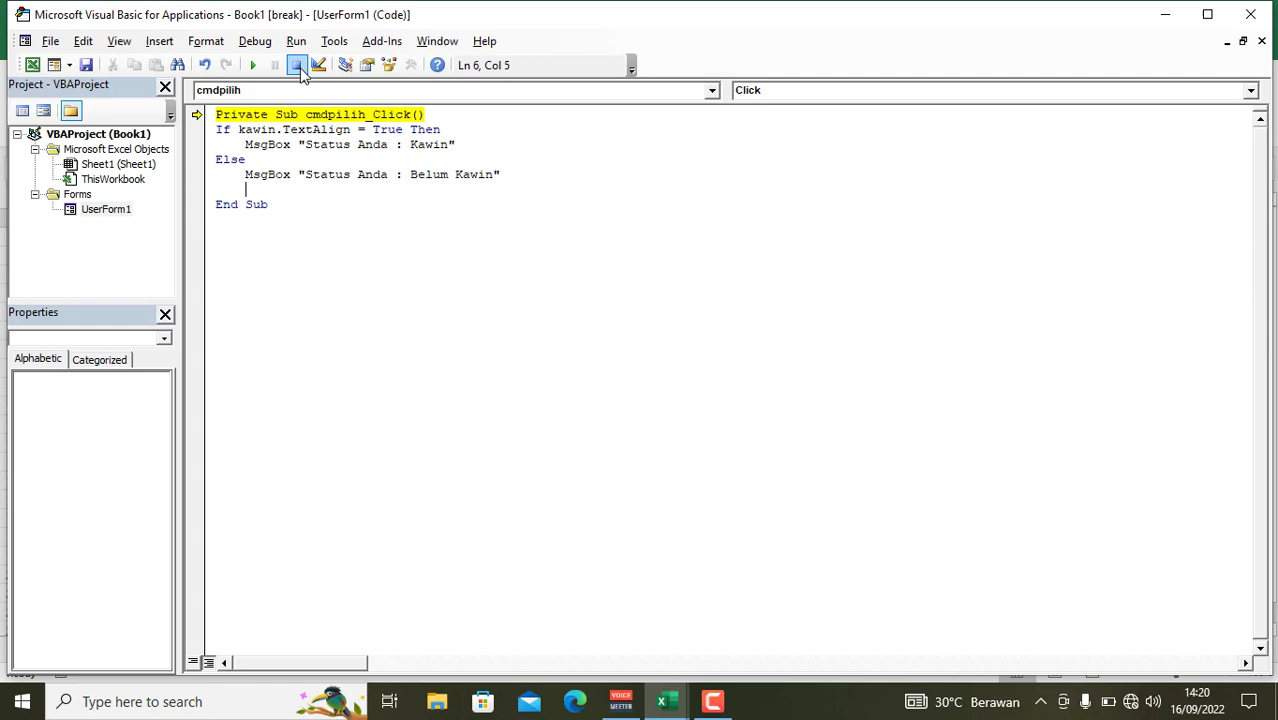 Microsoft Visual Basic for Applications - Book1 [break] - [UserForm1 (Code)]
File Edit View Insert Format Debug Run Tools Add-Ins Window Help
Ln 6, Col 5
Project - VBAProject
cmdpilih
Click
VBAProject (Book1)
Microsoft Excel Objects
Sheet1 (Sheet1)
ThisWorkbook
Forms
UserForm1
Private Sub cmdpilih_Click()
If kawin.TextAlign = True Then
MsgBox "Status Anda : Kawin"
Else
MsgBox "Status Anda : Belum Kawin"
End Sub
Properties
Alphabetic Categorized
Type here to search
VOICE
MEETER
30°C Berawan
14:20
16/09/2022